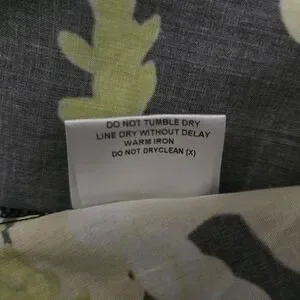 DO NOT TUMBLE DRY
LINE DRY WITHOUT DELAY
WARM IRON
DO NOT DRYCLEAN (X)